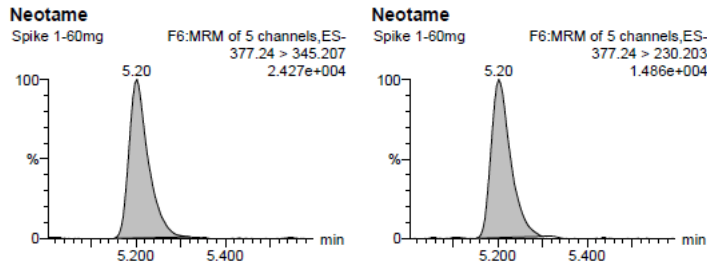 Neotame
Spike 1-60mg
F6:MRM of 5 channels,ES-
377.24 > 345.207
2.427e+004
5.20
100
%
0
5.200
5.400
min
Neotame
Spike 1-60mg
F6:MRM of 5 channels,ES-
377.24 > 230.203
1.486e+004
5.20
100
%
0
5.200
5.400
min